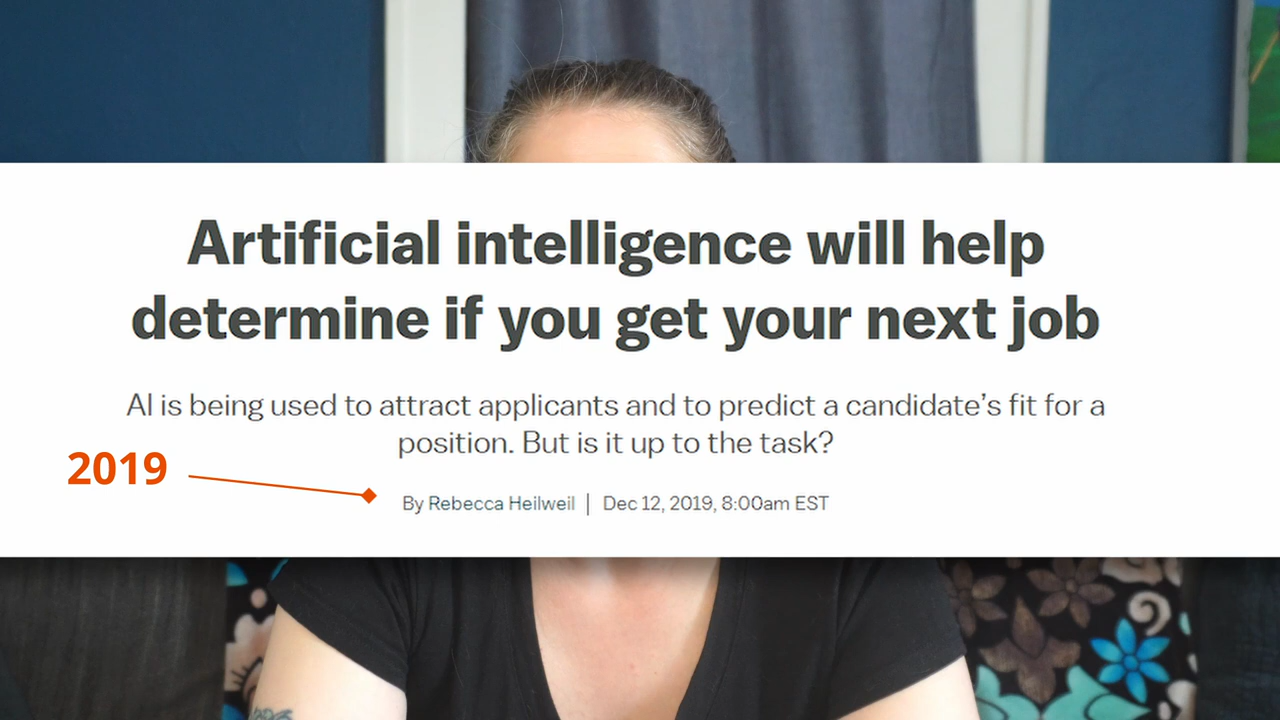 Artificial intelligence will help
determine if you get your next job
AI is being used to attract applicants and to predict a candidate's fit for a
position. But is it up to the task?
2019
By Rebecca Heilweil | Dec 12, 2019, 8:00am EST